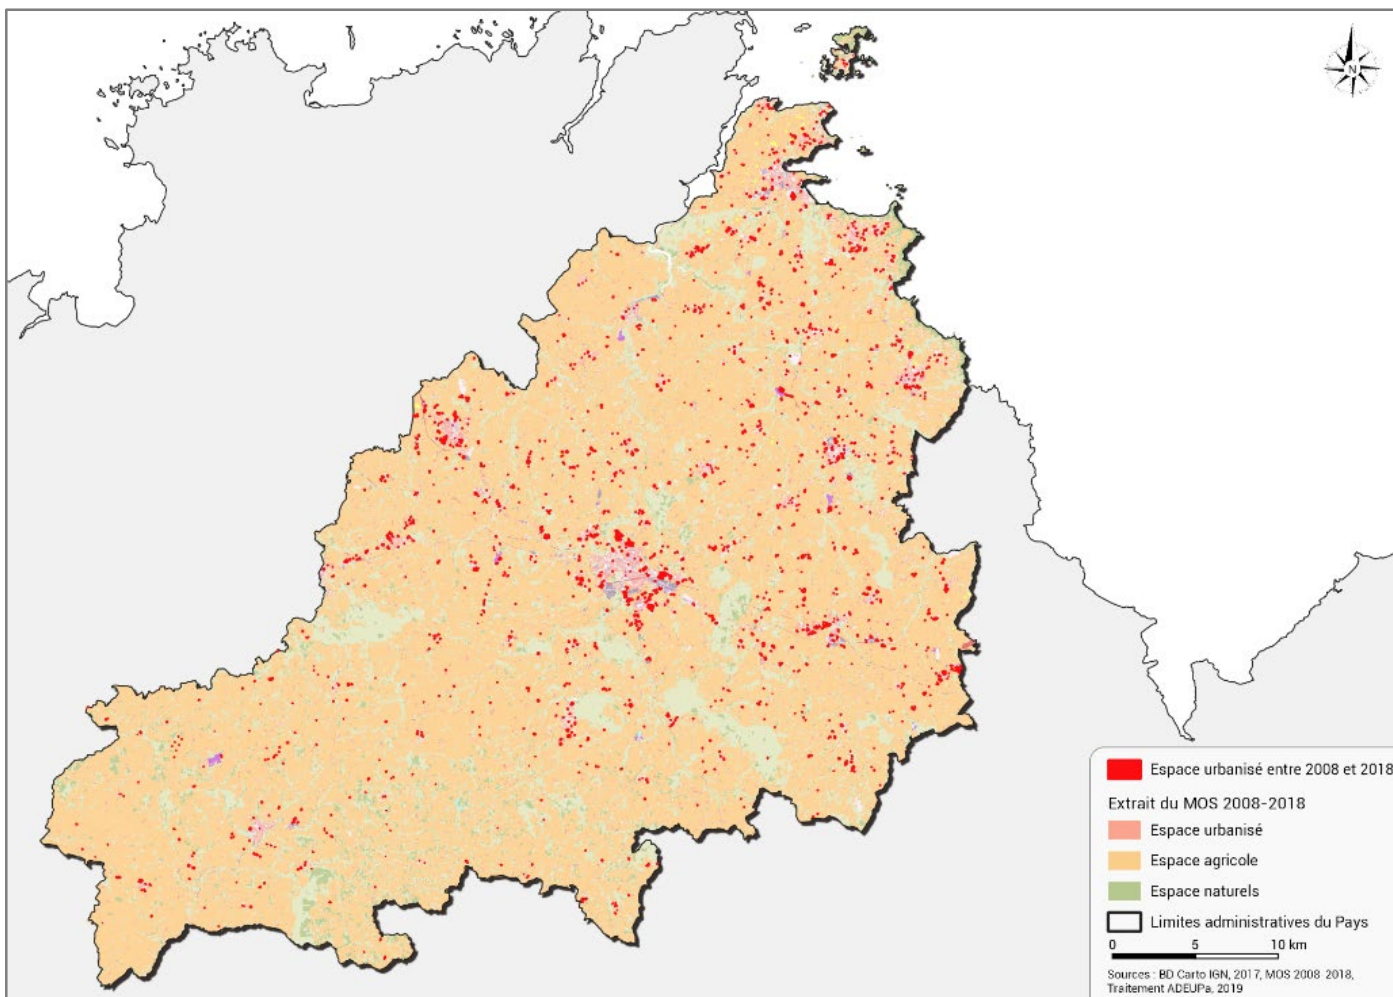 N
Espace urbanisé entre 2008 et 2018
Extrait du MOS 2008-2018
Espace urbanisé
Espace agricole
Espace naturels
Limites administratives du Pays
0 5 10 km
Sources : BD Carto IGN, 2017, MOS 2008 2018,
Traitement ADEUPa, 2019